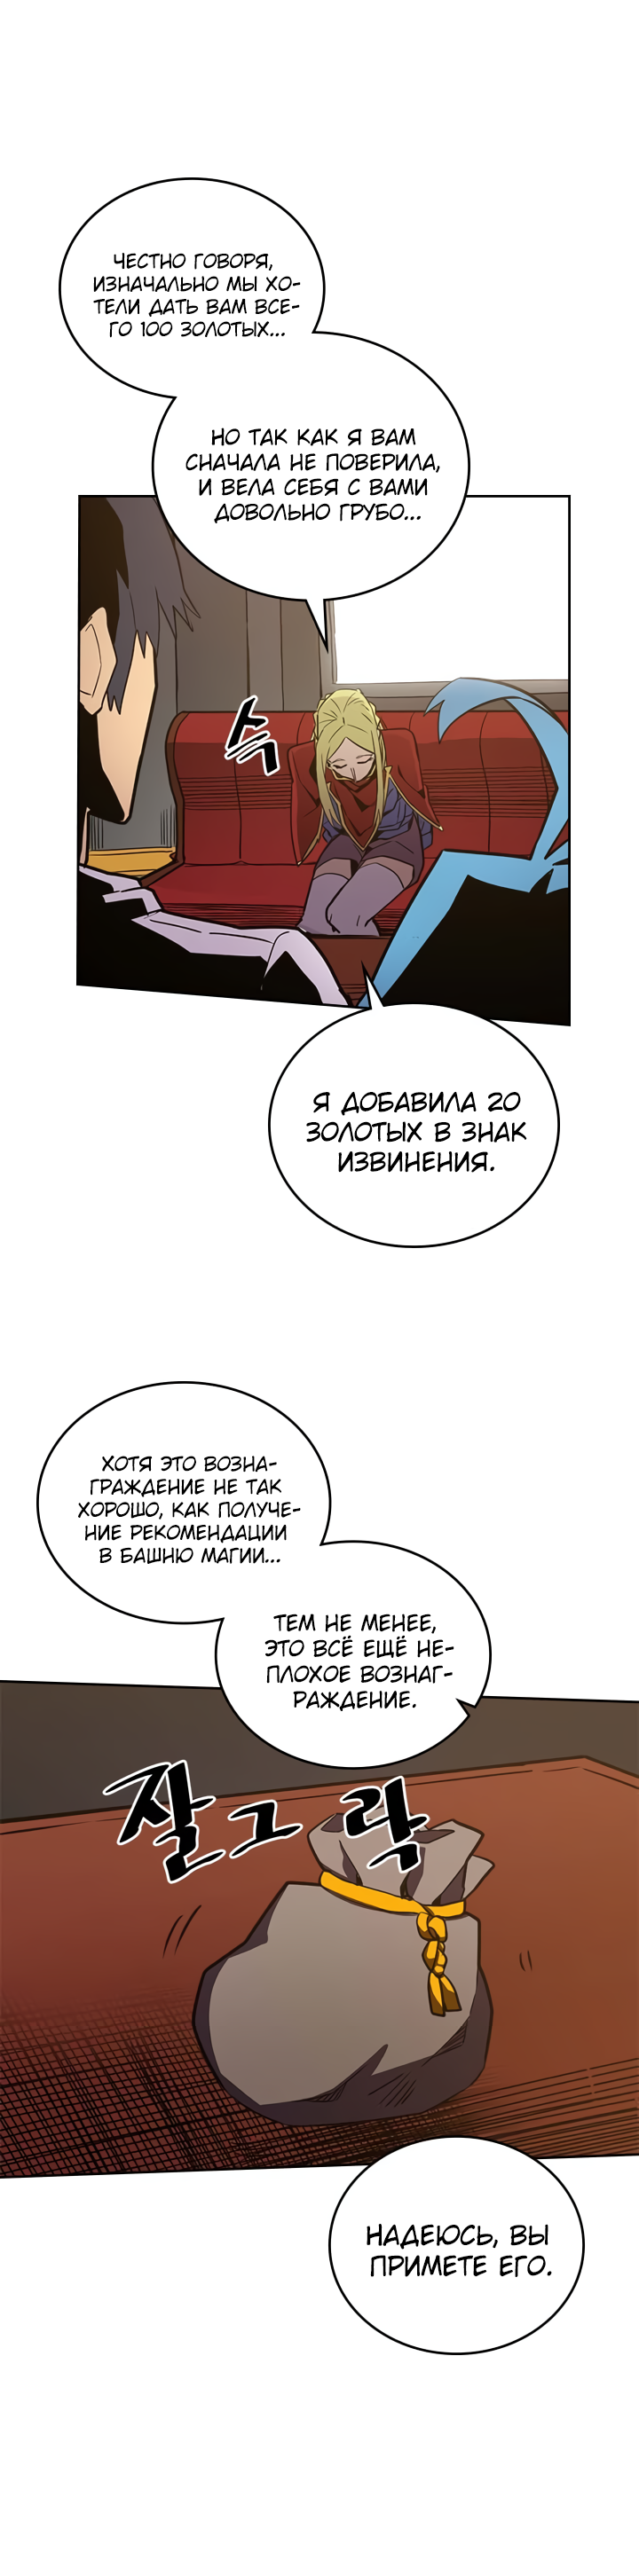 ЧЕСТНО ГОВОРЯ,
ИЗНАЧАЛЬНО МЫ ХО-
ТЕЛИ ДАТЬ ВАМ ВСЕ-
ГО 100 ЗОЛОТЫХ...
НО ТАК КАК Я ВАМ
СНАЧАЛА НЕ ПОВЕРИЛА,
И ВЕЛА СЕБЯ С ВАМИ
ДОВОЛЬНО ГРУБО...
슥
Я ДОБАВИЛА 20
ЗОЛОТЫХ В ЗНАК
ИЗВИНЕНИЯ.
ХОТЯ ЭТО ВОЗНА-
ГРАЖДЕНИЕ НЕ ТАК
ХОРОШО, КАК ПОЛУЧЕ-
НИЕ РЕКОМЕНДАЦИИ
В БАШНЮ МАГИИ...
ТЕМ НЕ МЕНЕЕ,
ЭТО ВСЁ ЕЩЁ НЕ-
ПЛОХОЕ ВОЗНАГ-
РАЖДЕНИЕ.
잘그락
НАДЕЮСЬ, ВЫ
ПРИМЕТЕ ЕГО.